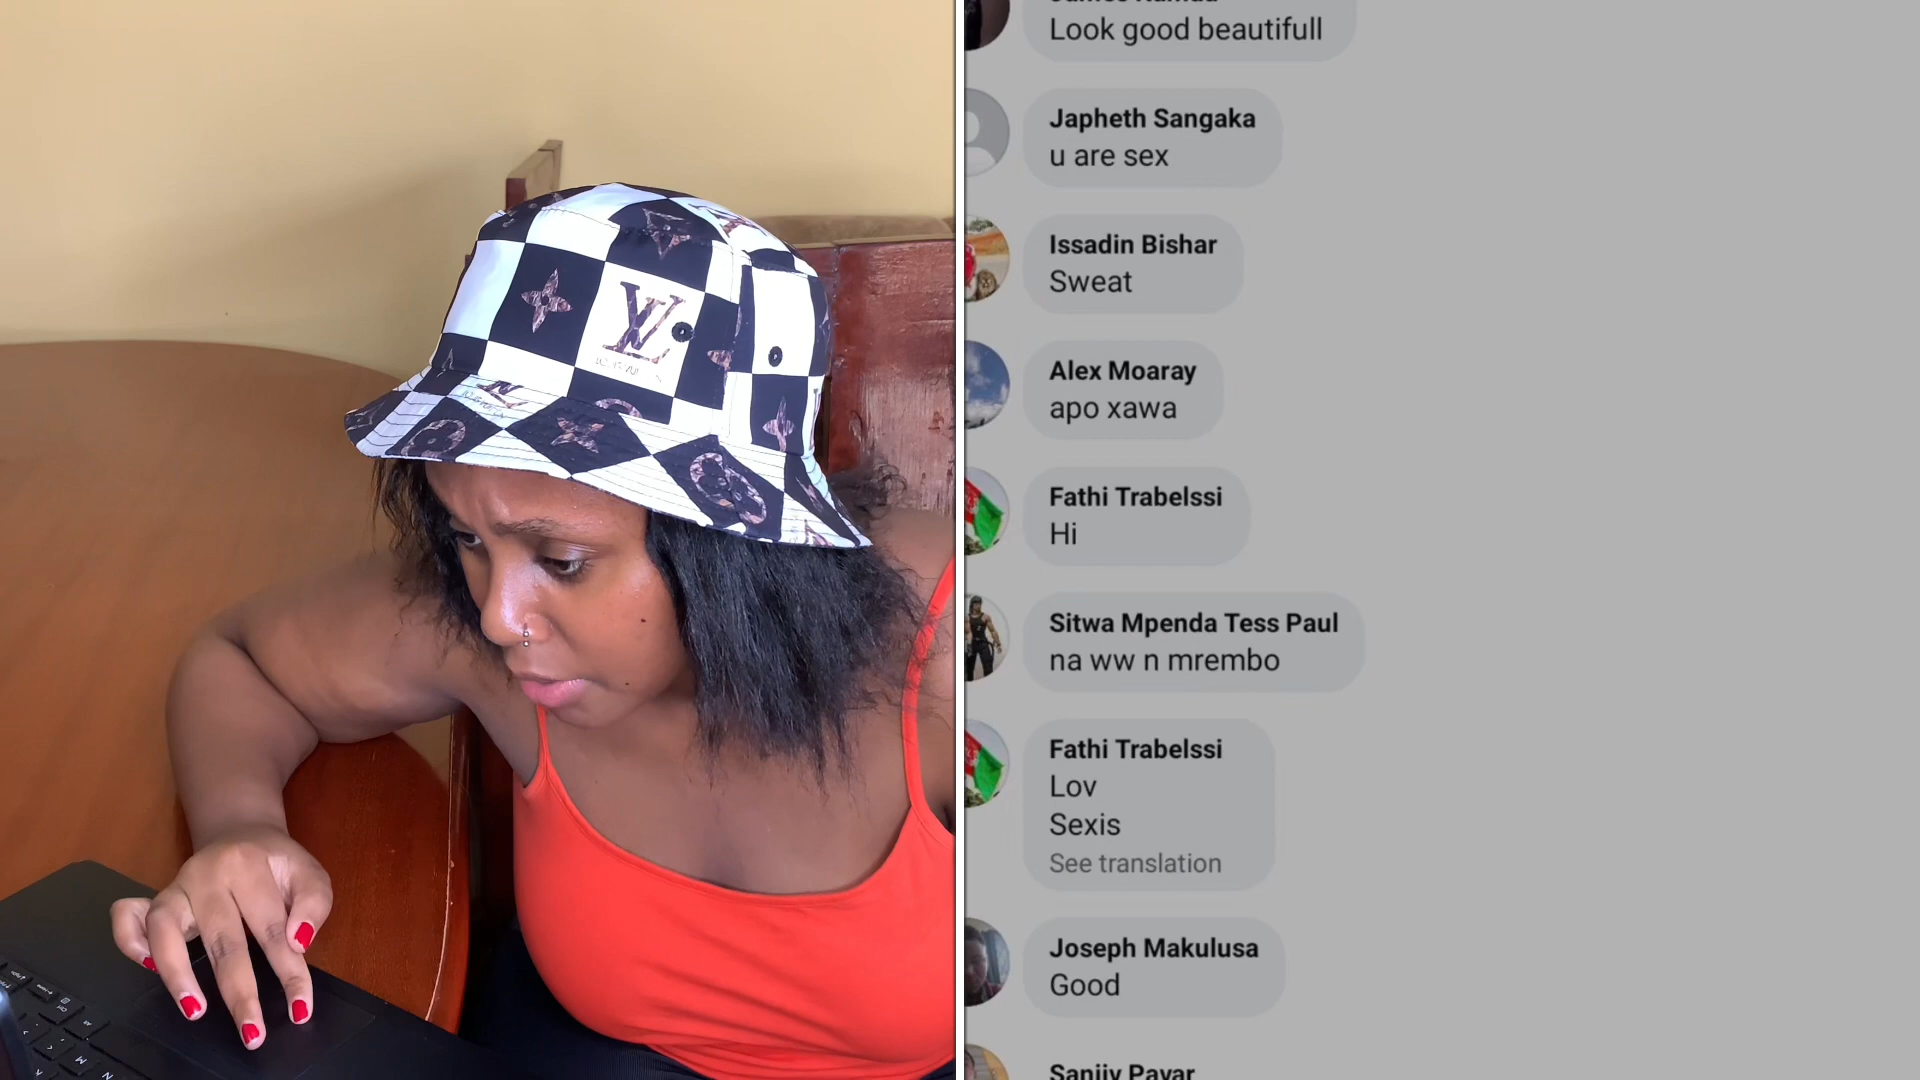 LV
Look good beautifull
Japheth Sangaka
u are sex
Issadin Bishar
Sweat
Alex Moaray
apo xawa
Fathi Trabelssi
Hi
Sitwa Mpenda Tess Paul
na ww n mrembo
Fathi Trabelssi
Lov
Sexis
See translation
Joseph Makulusa
Good
Sanjiv Pavar